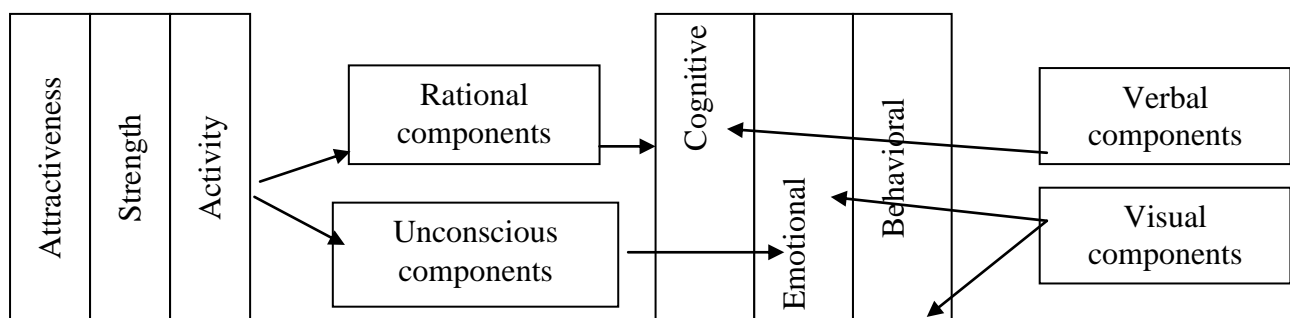 Attractiveness
Strength
Activity
Rational
components
Unconscious
components
Cognitive
Emotional
Behavioral
Verbal
components
Visual
components